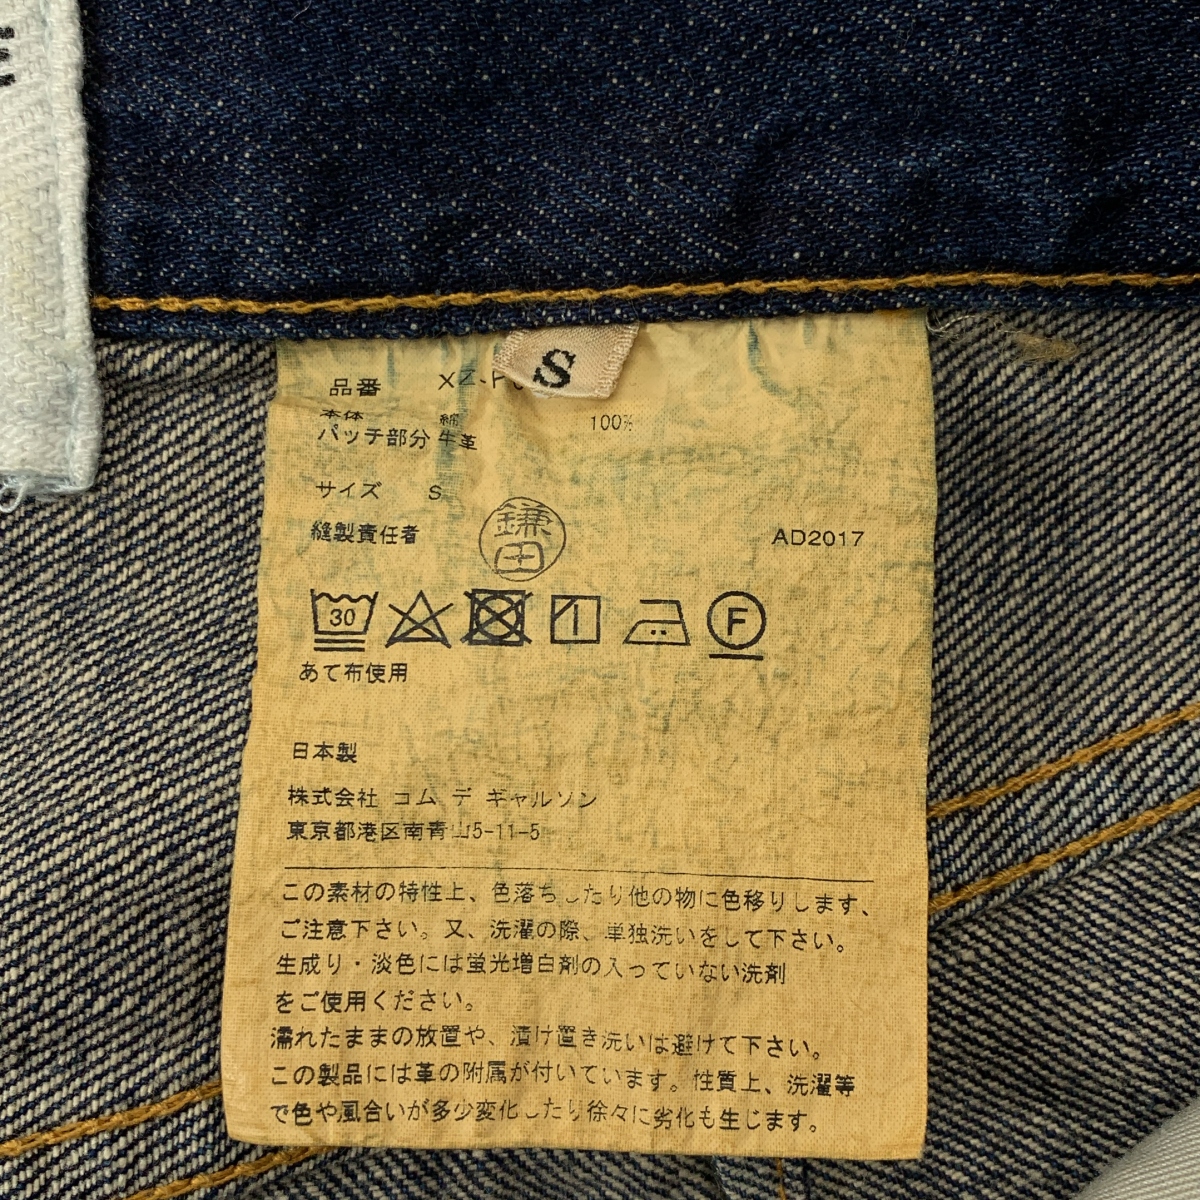 S
品番 XZ-P
本体 綿 100%
パッチ部分 牛革
サイズ S
縫製責任者 鎌田 AD2017
30 F
あて布使用
日本製
株式会社 コム デ ギャルソン
東京都港区南青山5-11-5
この素材の特性上、色落ちしたり他の物に色移りします、
ご注意下さい。又、洗濯の際、単独洗いをして下さい。
生成り・淡色には蛍光増白剤の入っていない洗剤
をご使用ください。
濡れたままの放置や、漬け置き洗いは避けて下さい。
この製品には革の附属が付いています。性質上、洗濯等
で色や風合いが多少変化したり徐々に劣化も生じます。